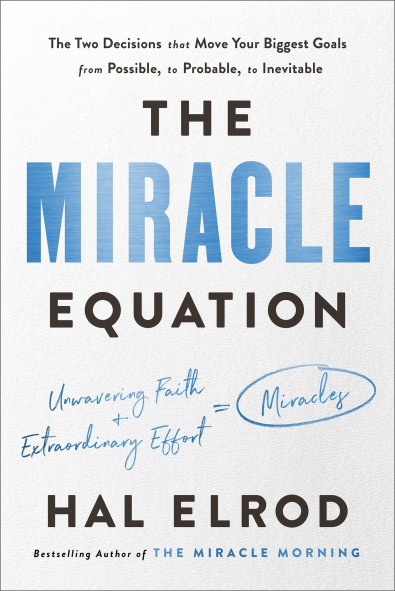 The Two Decisions that Move Your Biggest Goals
from Possible, to Probable, to Inevitable
THE
MIRACLE
EQUATION
Unwavering Faith
+
Extraordinary Effort
= Miracles
HAL ELROD
Bestselling Author of THE MIRACLE MORNING